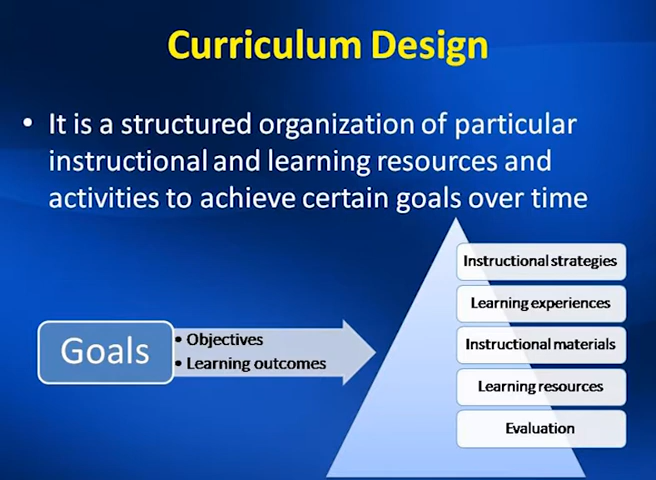 Curriculum Design
• It is a structured organization of particular
instructional and learning resources and
activities to achieve certain goals over time
Goals
• Objectives
• Learning outcomes
Instructional strategies
Learning experiences
Instructional materials
Learning resources
Evaluation